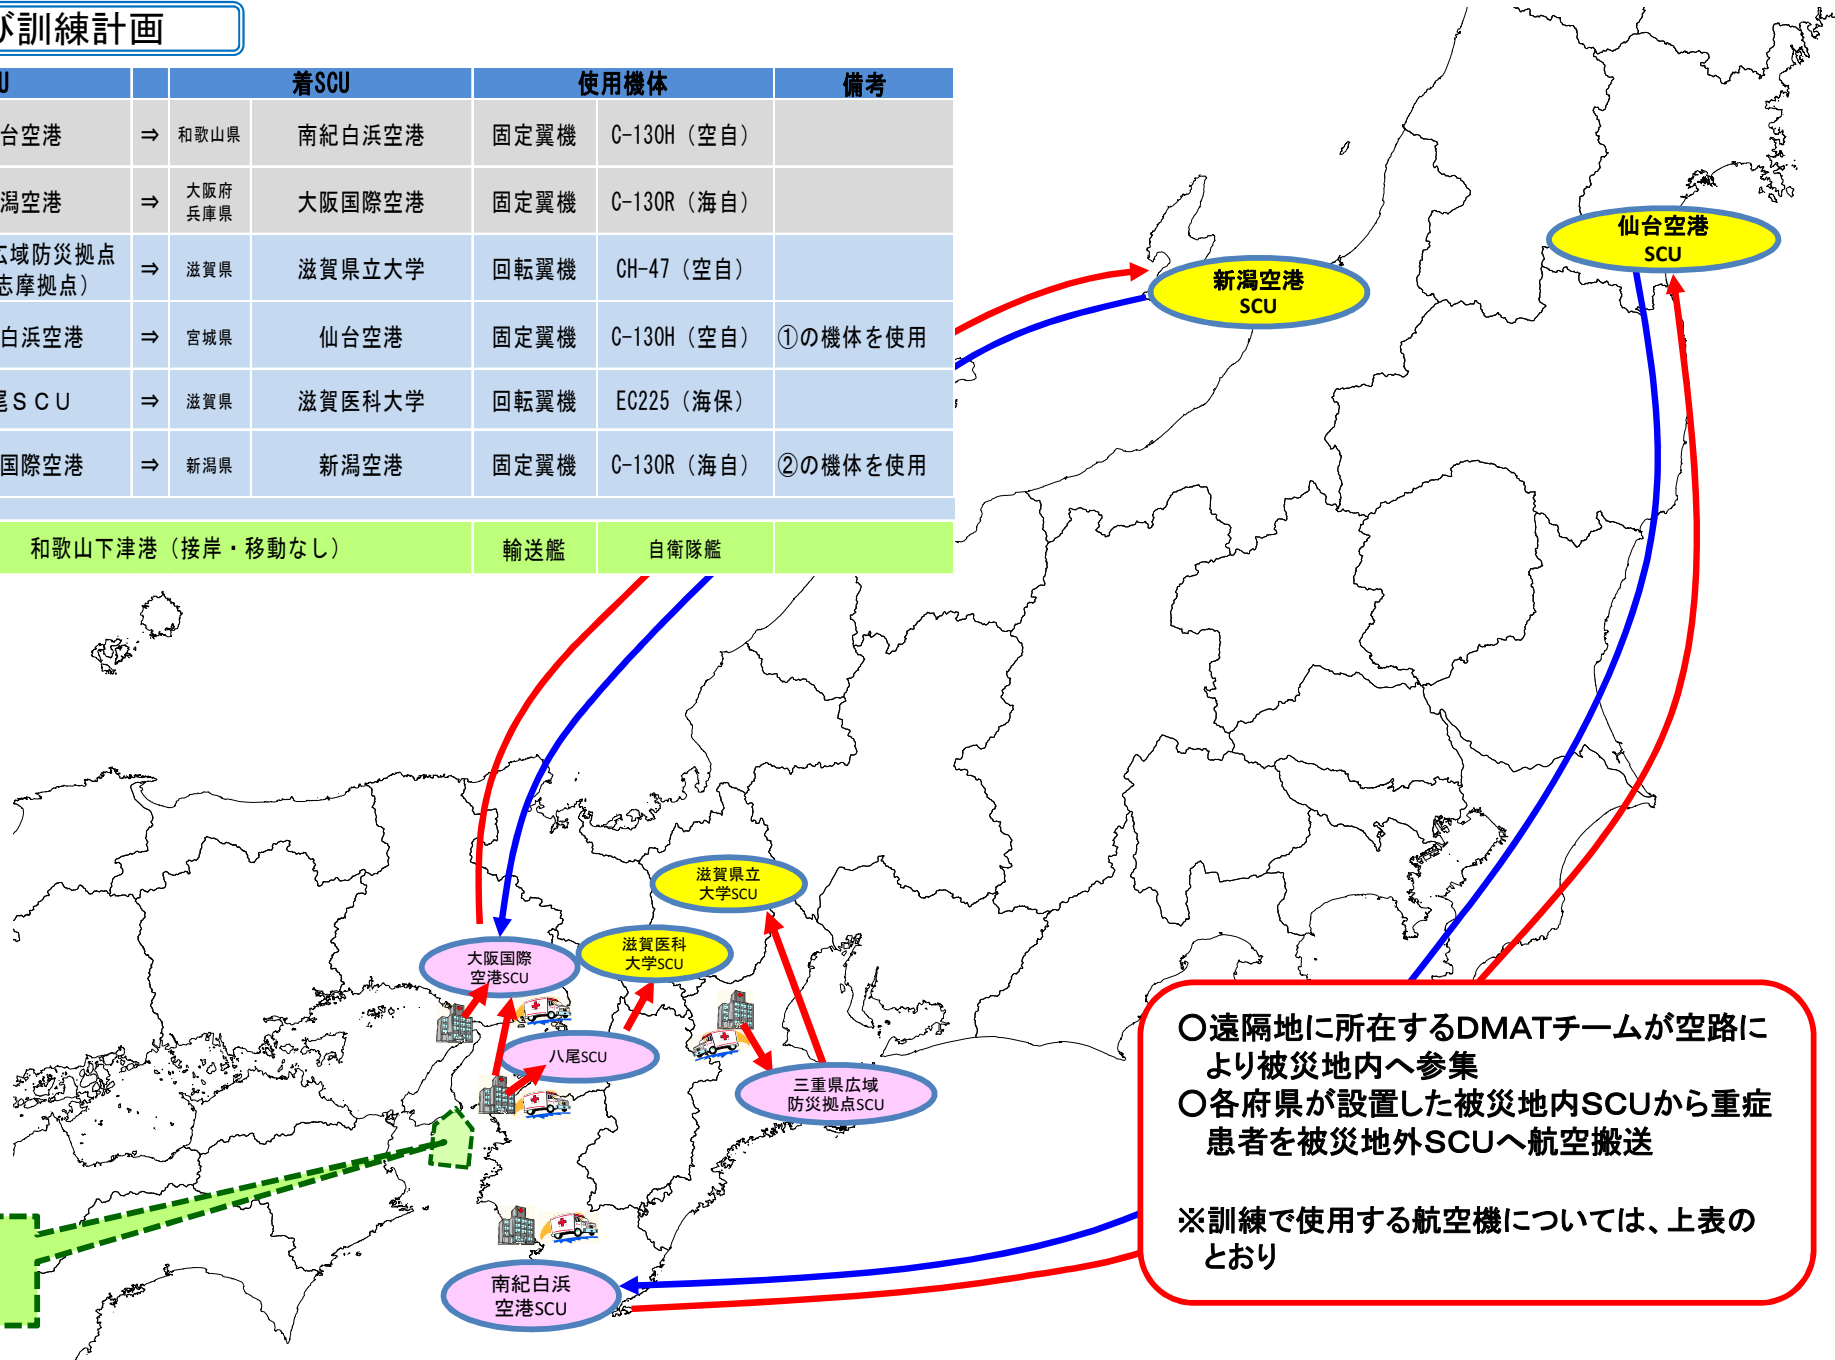 び訓練計画
U 着SCU 使用機体 備考
台空港 ⇒ 和歌山県 南紀白浜空港 固定翼機 C-130H（空自）
潟空港 ⇒ 大阪府 兵庫県 大阪国際空港 固定翼機 C-130R（海自）
広域防災拠点
志摩拠点） ⇒ 滋賀県 滋賀県立大学 回転翼機 CH-47（空自）
白浜空港 ⇒ 宮城県 仙台空港 固定翼機 C-130H（空自） ①の機体を使用
尾ＳＣＵ ⇒ 滋賀県 滋賀医科大学 回転翼機 EC225（海保）
国際空港 ⇒ 新潟県 新潟空港 固定翼機 C-130R（海自） ②の機体を使用
和歌山下津港（接岸・移動なし） 輸送艦 自衛隊艦
仙台空港
SCU
新潟空港
SCU
滋賀県立
大学SCU
滋賀医科
大学SCU
大阪国際
空港SCU
八尾SCU
三重県広域
防災拠点SCU
南紀白浜
空港SCU
○遠隔地に所在するDMATチームが空路に
より被災地内へ参集
○各府県が設置した被災地内SCUから重症
患者を被災地外SCUへ航空搬送
※訓練で使用する航空機については、上表の
とおり